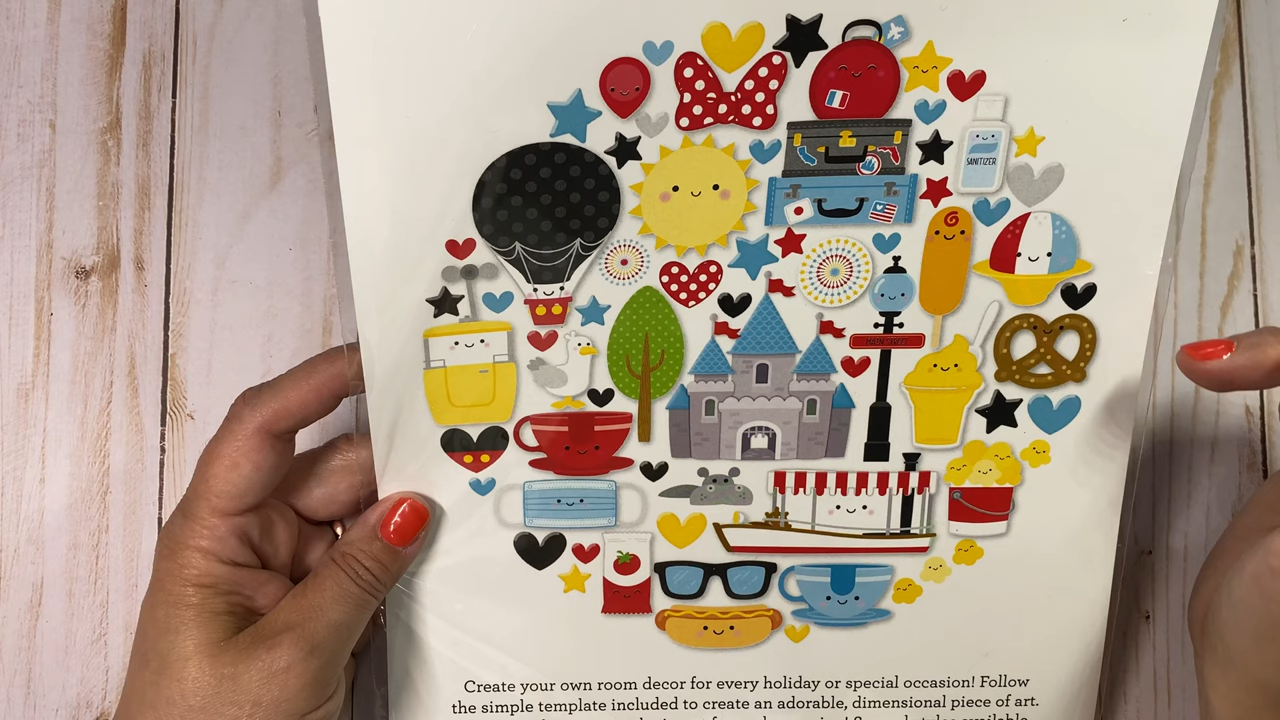 SANITIZER
MAIN STREET
Create your own room decor for every holiday or special occasion! Follow
the simple template included to create an adorable, dimensional piece of art.